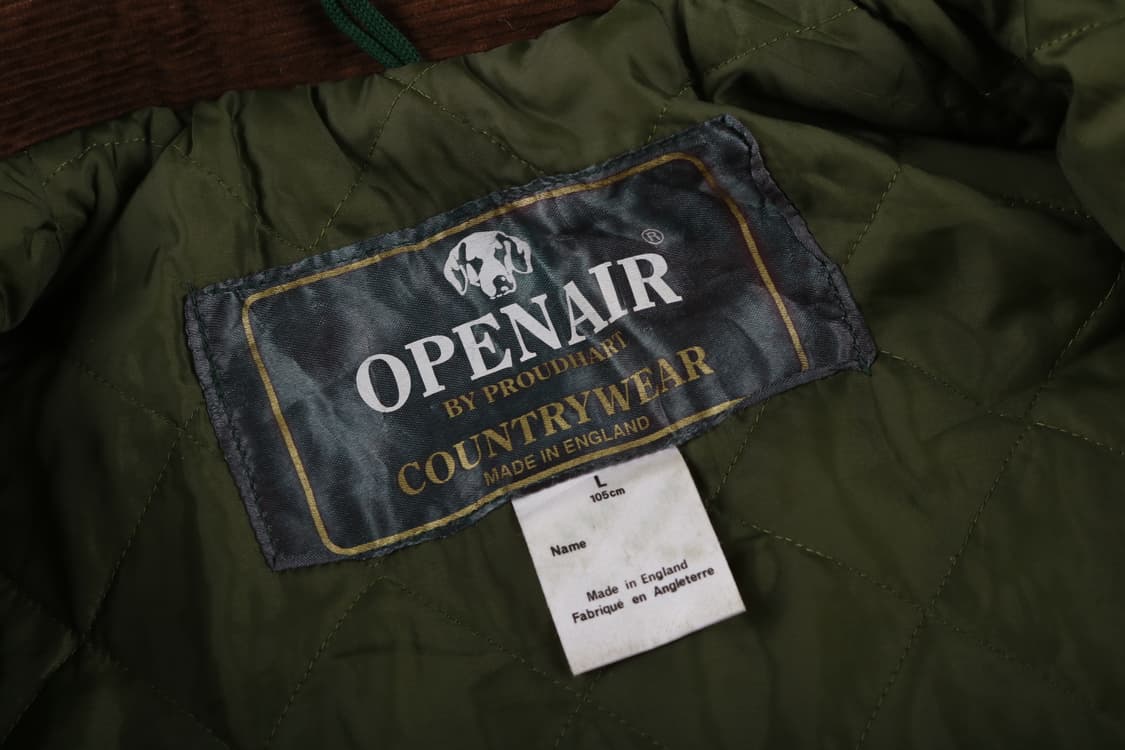 ®
OPENAIR
BY PROUDHART
COUNTRYWEAR
MADE IN ENGLAND
L
105cm
Name
Made in England
Fabriqué en Angleterre